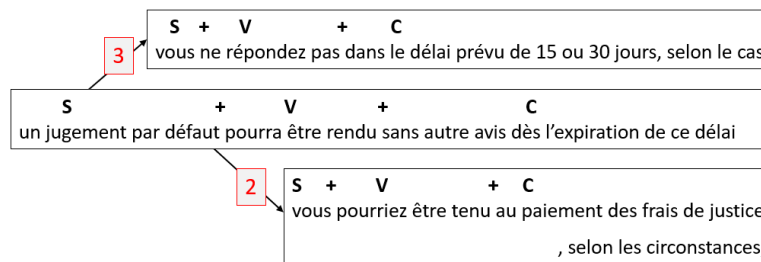 S + V + C
3
vous ne répondez pas dans le délai prévu de 15 ou 30 jours, selon le cas
S + V + C
un jugement par défaut pourra être rendu sans autre avis dès l’expiration de ce délai
2
S + V + C
vous pourriez être tenu au paiement des frais de justice
, selon les circonstances